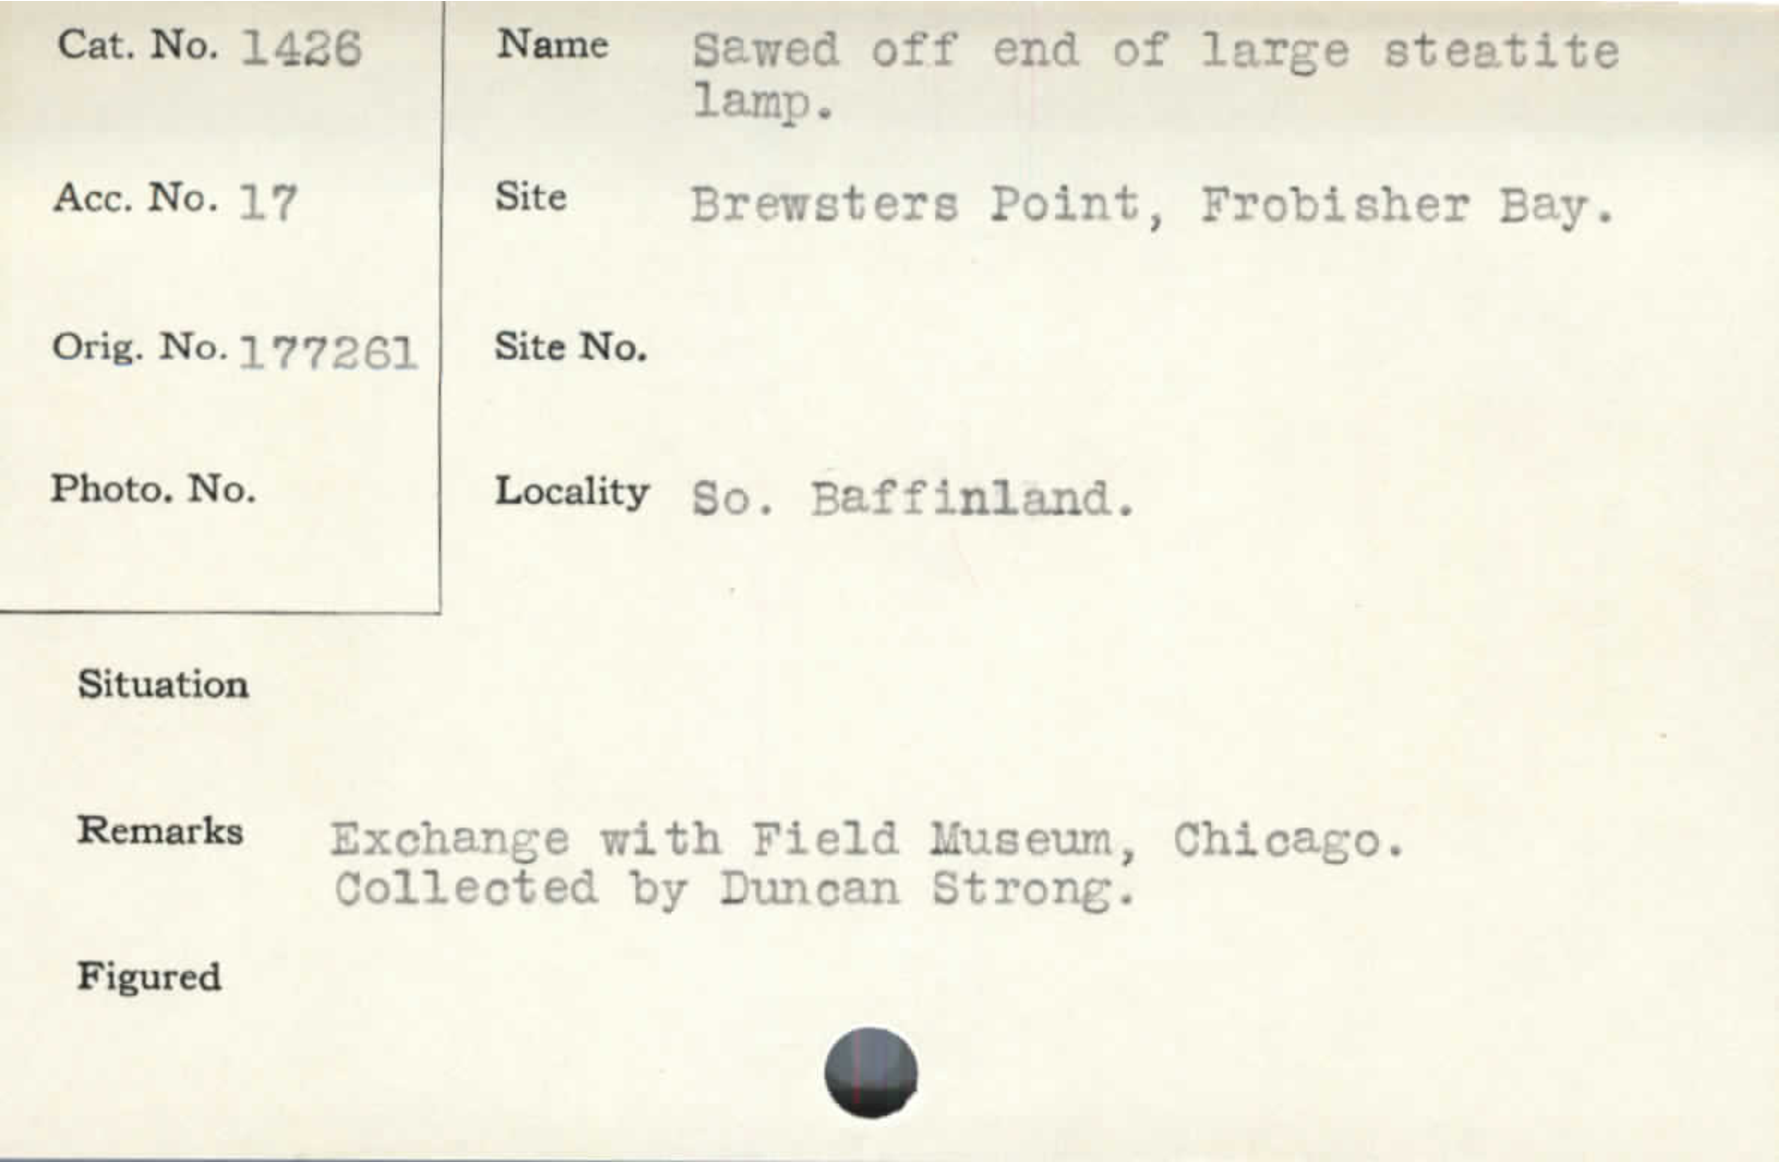 Cat. No. 1426
Name Sawed off end of large steatite
lamp.
Acc. No. 17
Site Brewsters Point, Frobisher Bay.
Orig. No. 177261
Site No.
Photo. No.
Locality So. Baffinland.
Situation
Remarks Exchange with Field Museum, Chicago.
Collected by Duncan Strong.
Figured